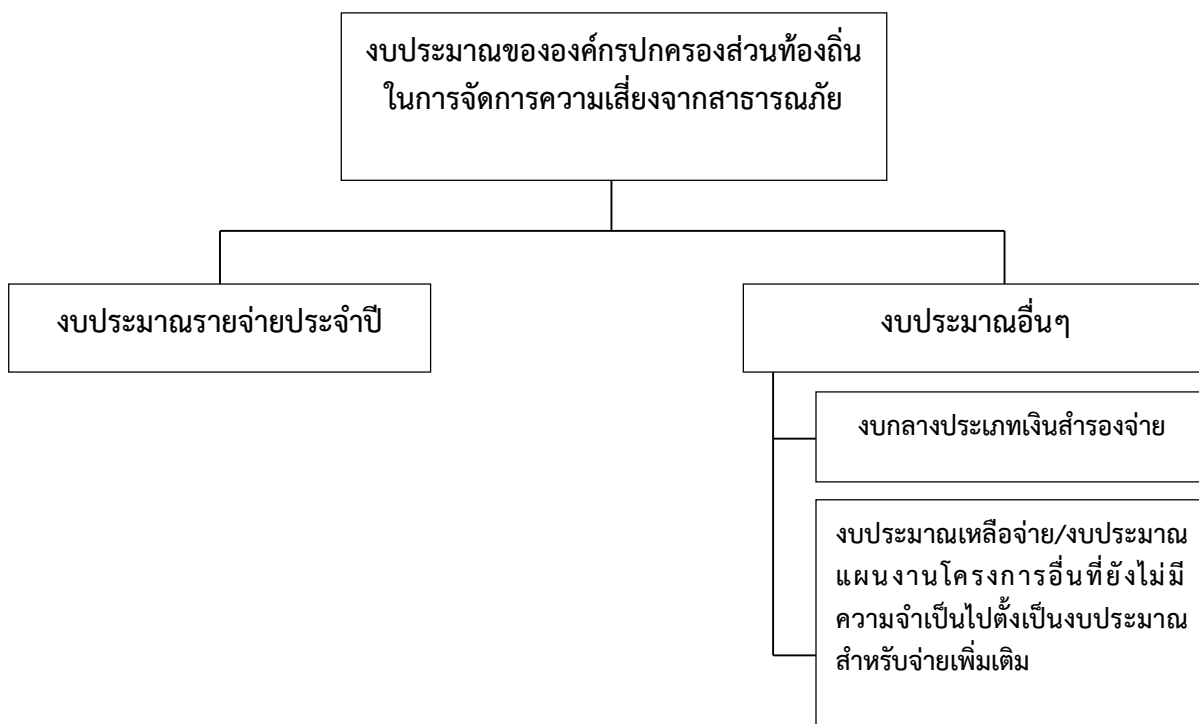 งบประมาณขององค์กรปกครองส่วนท้องถิ่น
ในการจัดการความเสี่ยงจากสาธารณภัย
งบประมาณรายจ่ายประจำปี
งบประมาณอื่นๆ
งบกลางประเภทเงินสำรองจ่าย
งบประมาณเหลือจ่าย/งบประมาณ
แผนงานโครงการอื่นที่ยังไม่มี
ความจำเป็นไปตั้งเป็นงบประมาณ
สำหรับจ่ายเพิ่มเติม